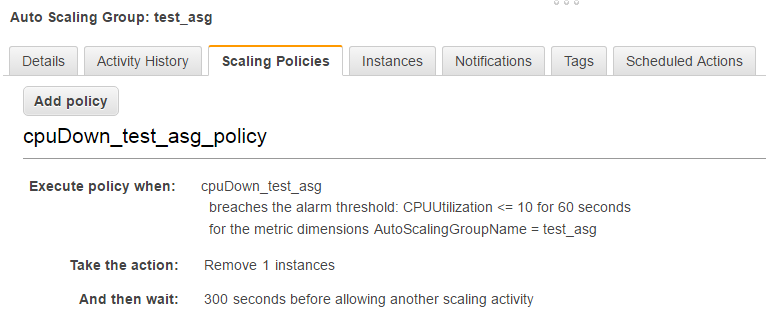 Auto Scaling Group: test_asg
Details Activity History Scaling Policies Instances Notifications Tags Scheduled Actions
Add policy
cpuDown_test_asg_policy
Execute policy when: cpuDown_test_asg
breaches the alarm threshold: CPUUtilization <= 10 for 60 seconds
for the metric dimensions AutoScalingGroupName = test_asg
Take the action: Remove 1 instances
And then wait: 300 seconds before allowing another scaling activity